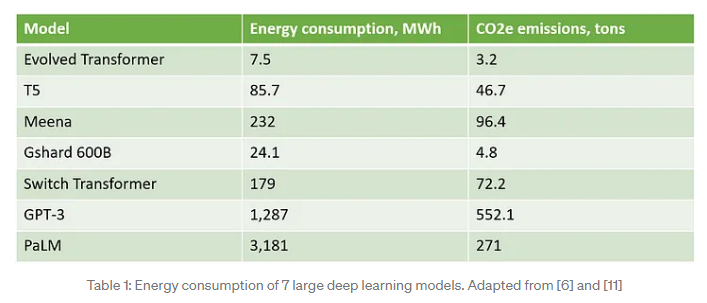 Model Energy consumption, MWh CO2e emissions, tons
Evolved Transformer 7.5 3.2
T5 85.7 46.7
Meena 232 96.4
Gshard 600B 24.1 4.8
Switch Transformer 179 72.2
GPT-3 1,287 552.1
PaLM 3,181 271
Table 1: Energy consumption of 7 large deep learning models. Adapted from [6] and [11]